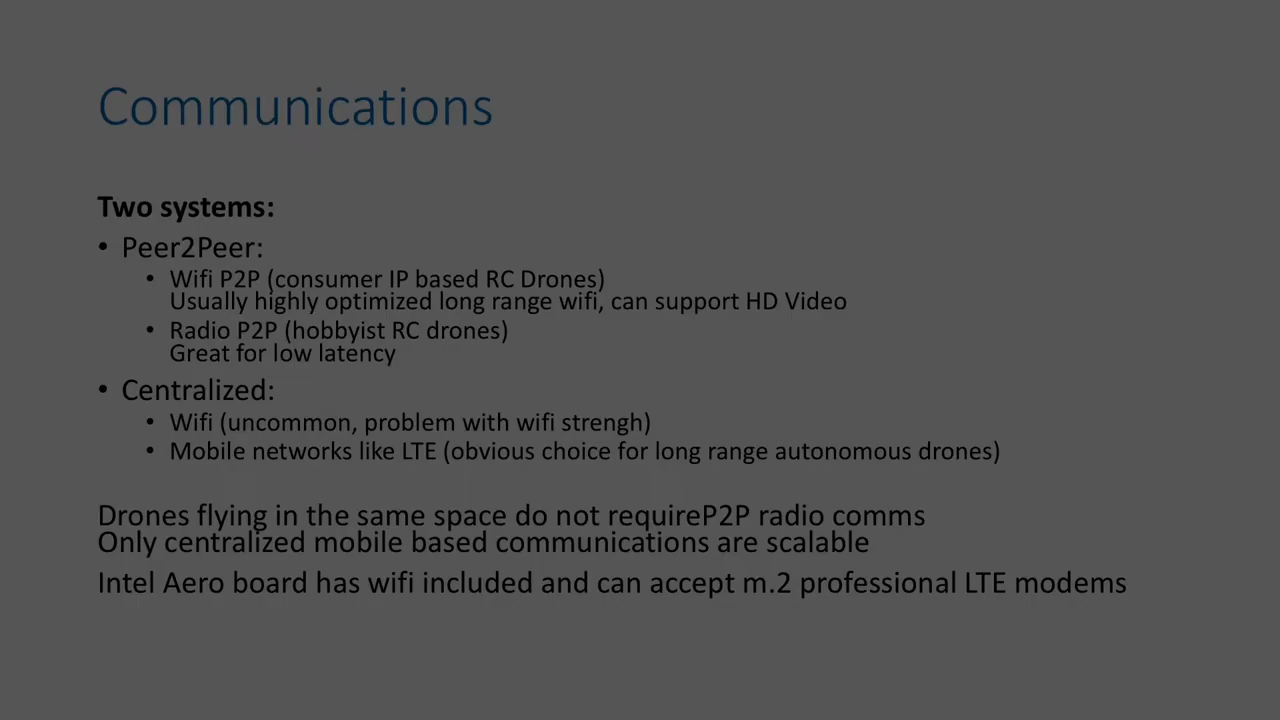 Communications
Two systems:
• Peer2Peer:
• Wifi P2P (consumer IP based RC Drones)
Usually highly optimized long range wifi, can support HD Video
• Radio P2P (hobbyist RC drones)
Great for low latency
• Centralized:
• Wifi (uncommon, problem with wifi strengh)
• Mobile networks like LTE (obvious choice for long range autonomous drones)
Drones flying in the same space do not requireP2P radio comms
Only centralized mobile based communications are scalable
Intel Aero board has wifi included and can accept m.2 professional LTE modems